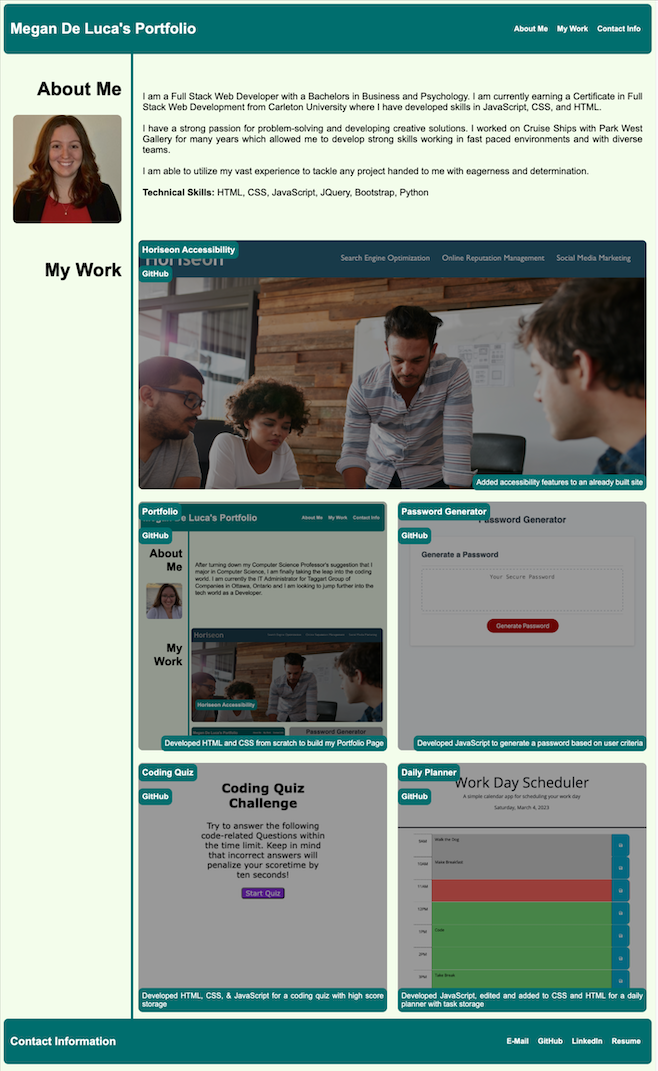 Megan De Luca's Portfolio
About Me My Work Contact Info
About Me
I am a Full Stack Web Developer with a Bachelors in Business and Psychology. I am currently earning a Certificate in Full
Stack Web Development from Carleton University where I have developed skills in JavaScript, CSS, and HTML.
I have a strong passion for problem-solving and developing creative solutions. I worked on Cruise Ships with Park West
Gallery for many years which allowed me to develop strong skills working in fast paced environments and with diverse
teams.
I am able to utilize my vast experience to tackle any project handed to me with eagerness and determination.
Technical Skills: HTML, CSS, JavaScript, JQuery, Bootstrap, Python
My Work
Horiseon Accessibility
Horiseon
Search Engine Optimization Online Reputation Management Social Media Marketing
GitHub
Added accessibility features to an already built site
Portfolio
Megan De Luca's Portfolio
About Me My Work Contact Info
GitHub
About
Me
After turning down my Computer Science Professor's suggestion that I
major in Computer Science, I am finally taking the leap into the coding
world. I am currently the IT Administrator for Taggart Group of
Companies in Ottawa, Ontario and I am looking to jump further into the
tech world as a Developer.
My
Work
Horiseon
Horiseon Accessibility
Megan De Luca's Portfolio
Password Generator
Developed HTML and CSS from scratch to build my Portfolio Page
Password Generator
Password Generator
GitHub
Generate a Password
Your Secure Password
Generate Password
Developed JavaScript to generate a password based on user criteria
Coding Quiz
GitHub
Coding Quiz
Challenge
Try to answer the following
code-related Questions within
the time limit. Keep in mind
that incorrect answers will
penalize your scoretime by
ten seconds!
Start Quiz
Developed HTML, CSS, & JavaScript for a coding quiz with high score
storage
Daily Planner
Work Day Scheduler
GitHub
A simple calendar app for scheduling your work day
Saturday, March 4, 2023
9AM Walk the Dog
10AM Make Breakfast
11AM
12PM
1PM Code
2PM
3PM Take Break
Developed JavaScript, edited and added to CSS and HTML for a daily
planner with task storage
Contact Information
E-Mail GitHub LinkedIn Resume